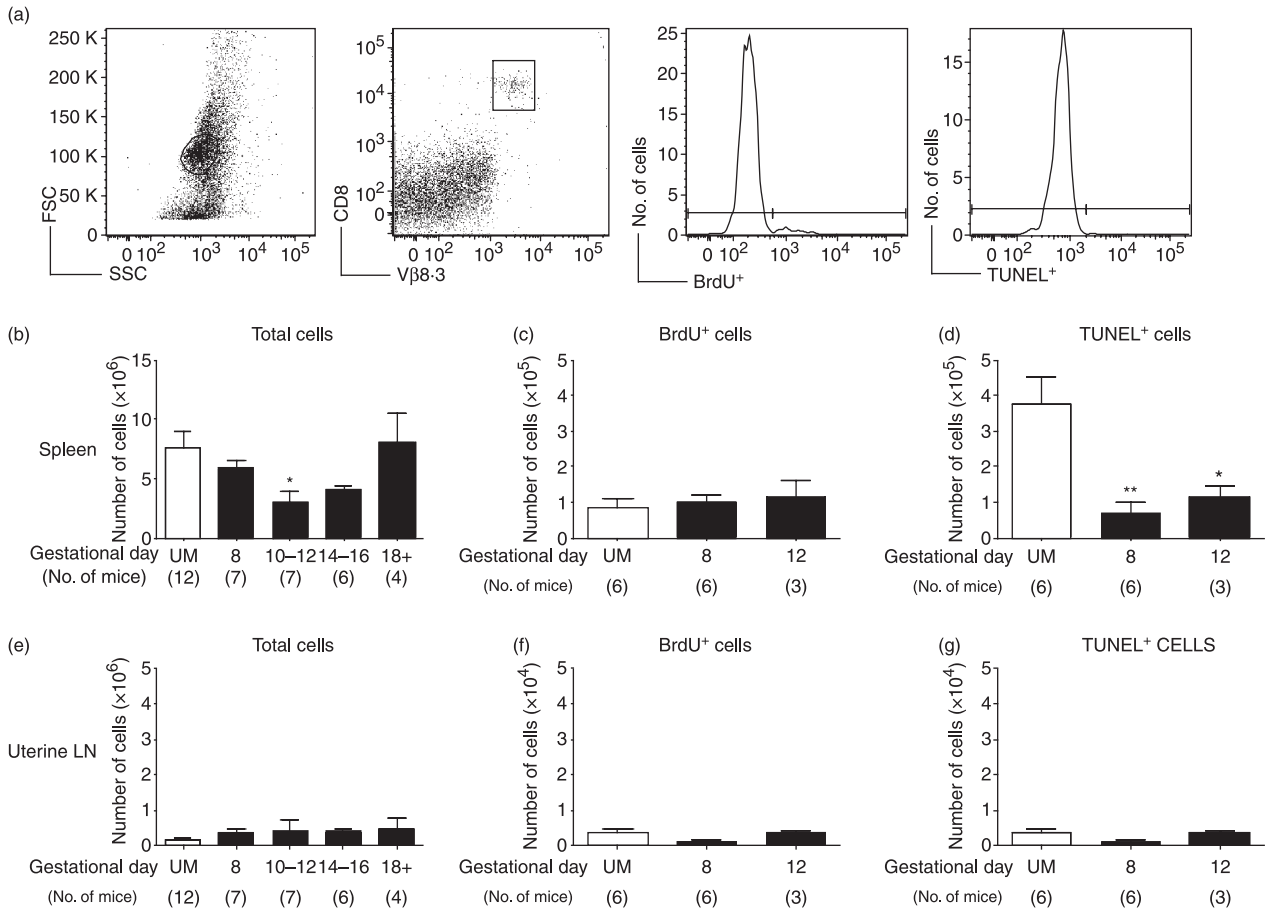 (a)
250 K
200 K
150 K
100 K
50 K
0
FSC
0 10² 10³ 10⁴ 10⁵
SSC
10⁵
10⁴
10³
10²
0
CD8
0 10² 10³ 10⁴ 10⁵
Vβ8·3
25
20
15
10
5
0
No. of cells
0 10² 10³ 10⁴ 10⁵
BrdU⁺
15
10
5
0
No. of cells
0 10² 10³ 10⁴ 10⁵
TUNEL⁺
(b) Total cells
Spleen
Number of cells (×10⁶)
15
10
5
0
*
Gestational day UM 8 10–12 14–16 18+
(No. of mice) (12) (7) (7) (6) (4)
(c) BrdU⁺ cells
Number of cells (×10⁵)
5
4
3
2
1
0
Gestational day UM 8 12
(No. of mice) (6) (6) (3)
(d) TUNEL⁺ cells
Number of cells (×10⁵)
5
4
3
2
1
0
** *
Gestational day UM 8 12
(No. of mice) (6) (6) (3)
(e) Total cells
Uterine LN
Number of cells (×10⁶)
5
4
3
2
1
0
Gestational day UM 8 10–12 14–16 18+
(No. of mice) (12) (7) (7) (6) (4)
(f) BrdU⁺ cells
Number of cells (×10⁴)
5
4
3
2
1
0
Gestational day UM 8 12
(No. of mice) (6) (6) (3)
(g) TUNEL⁺ CELLS
Number of cells (×10⁴)
5
4
3
2
1
0
Gestational day UM 8 12
(No. of mice) (6) (6) (3)